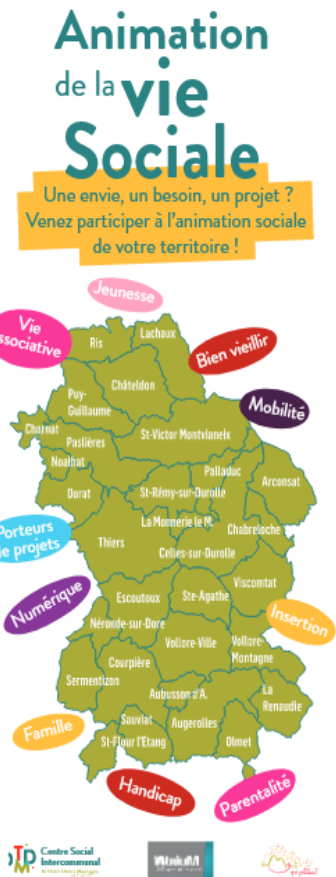 Animation
de la vie
Sociale
Une envie, un besoin, un projet ?
Venez participer à l'animation sociale
de votre territoire !
Jeunesse
Vie
ssociative
Ris
Lachaux
Bien vieillir
Châteldon
Puy-
Guillaume
Mobilité
Charnat
Paslières
St-Victor Montvianeix
Noalhat
Palladuc
Arconsat
Dorat
St-Rémy-sur-Durolle
La Monnerie le M.
Chabreloche
Porteurs
de projets
Thiers
Celles-sur-Durolle
Viscomtat
Numérique
Escoutoux
Ste-Agathe
Insertion
Néronde-sur-Dore
Vollore-Ville
Vollore-
Montagne
Courpière
Sermentizon
Aubusson d'A.
La
Renaudie
Famille
Sauviat
Augerolles
St-Flour l'Etang
Olmet
Handicap
Parentalité
TDM
Centre Social
Intercommunal